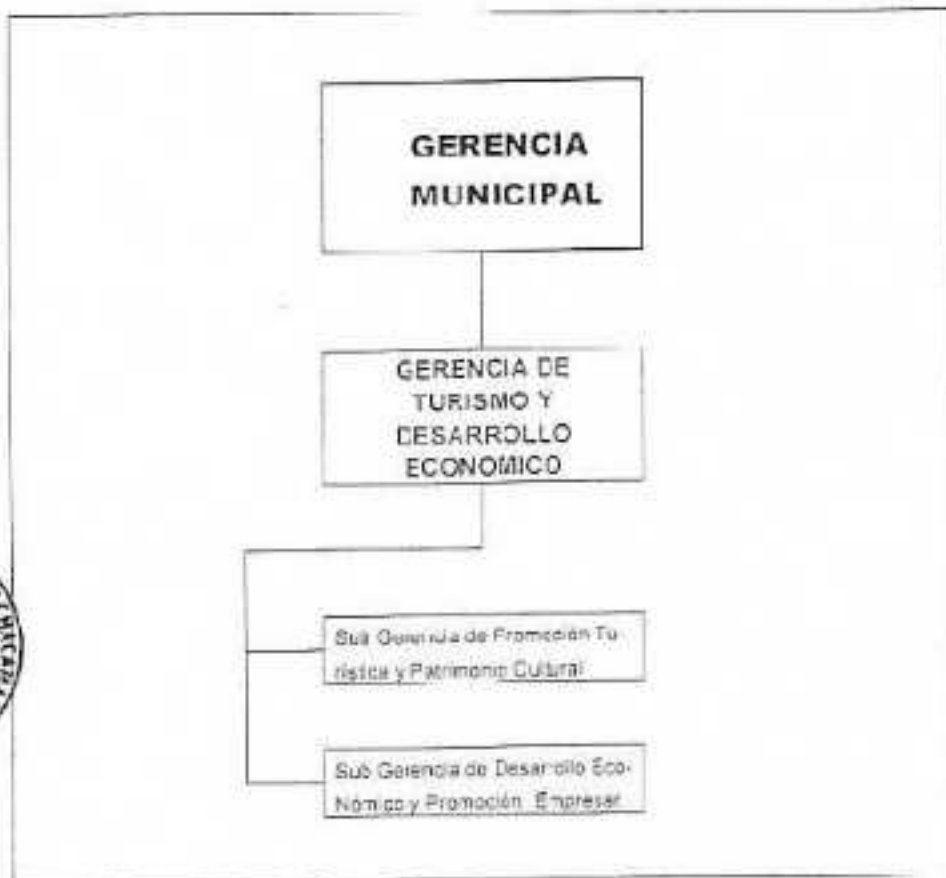 GERENCIA
MUNICIPAL
GERENCIA DE
TURISMO Y
DESARROLLO
ECONOMICO
Sub Gerencia de Promoción Tu
rística y Patrimonio Cultural
Sub Gerencia de Desarrollo Eco-
Nómico y Promoción Empresar